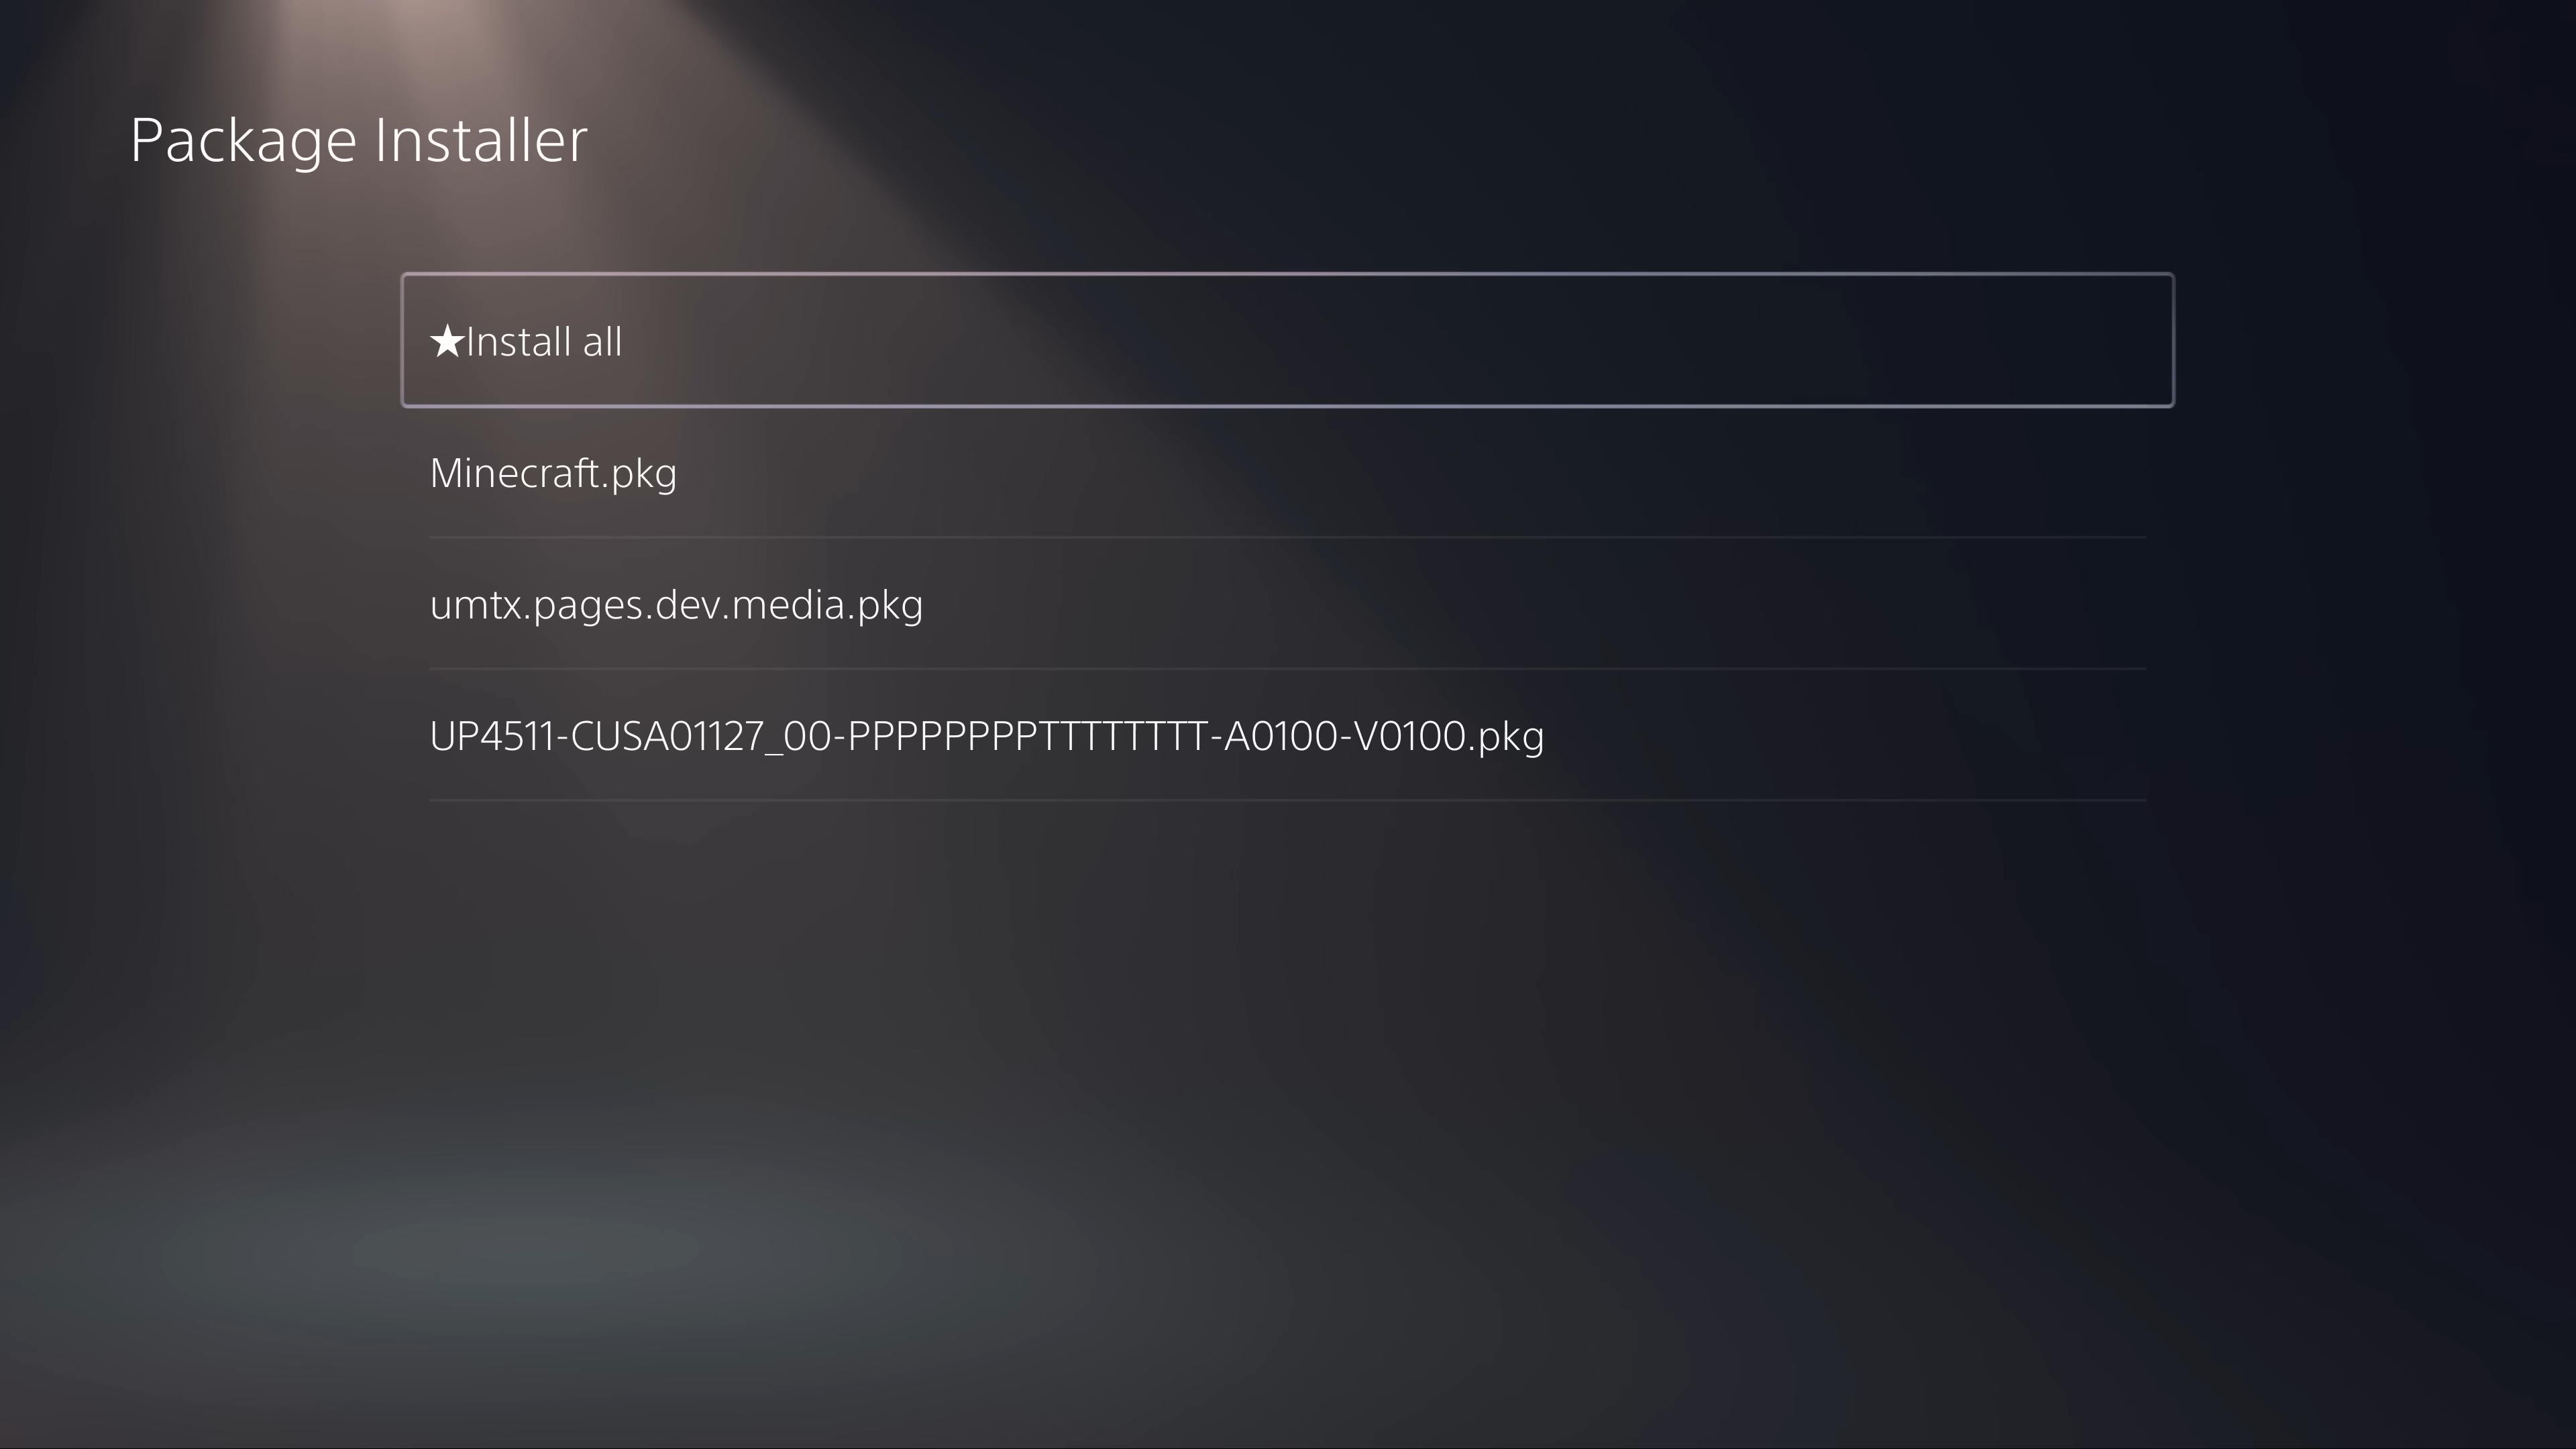 Package Installer
★Install all
Minecraft.pkg
umtx.pages.dev.media.pkg
UP4511-CUSA01127_00-PPPPPPPPTTTTTTTT-A0100-V0100.pkg